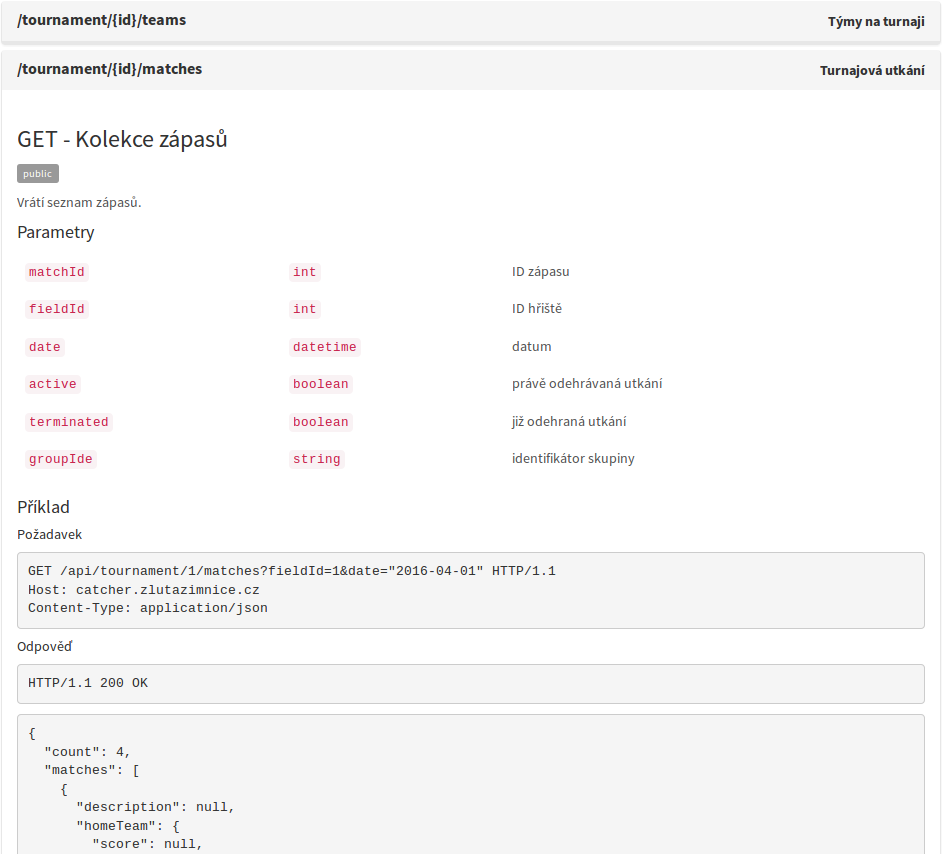 /tournament/{id}/teams Týmy na turnaji
/tournament/{id}/matches Turnajová utkání
GET - Kolekce zápasů
public
Vrátí seznam zápasů.
Parametry
matchId int ID zápasu
fieldId int ID hřiště
date datetime datum
active boolean právě odehrávaná utkání
terminated boolean již odehraná utkání
groupIde string identifikátor skupiny
Příklad
Požadavek
GET /api/tournament/1/matches?fieldId=1&date="2016-04-01" HTTP/1.1
Host: catcher.zlutazimnice.cz
Content-Type: application/json
Odpověď
HTTP/1.1 200 OK
{
"count": 4,
"matches": [
{
"description": null,
"homeTeam": {
"score": null,